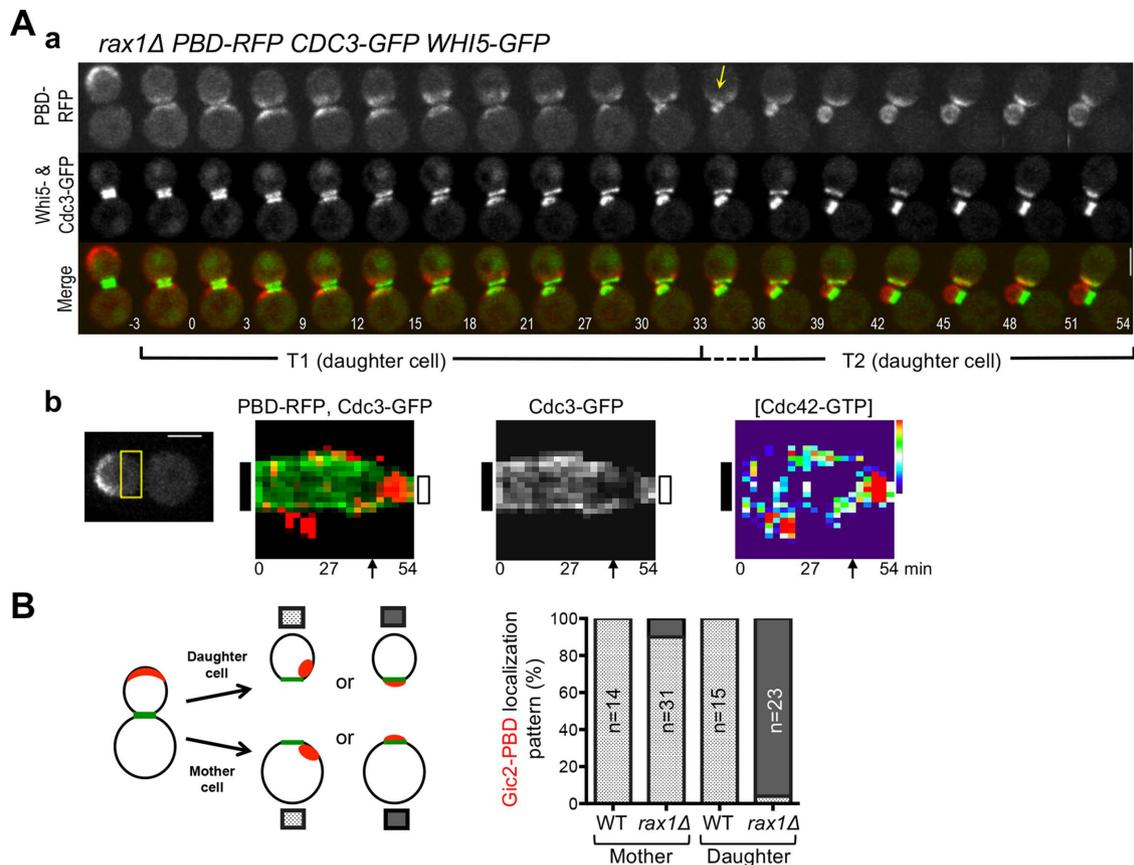 A
a
rax1Δ PBD-RFP CDC3-GFP WHI5-GFP
PBD-
RFP
Whi5- &
Cdc3-GFP
Merge
-3 0 3 6 9 12 15 18 21 27 30 33 36 39 42 45 48 51 54
T1 (daughter cell) T2 (daughter cell)
b
PBD-RFP, Cdc3-GFP Cdc3-GFP [Cdc42-GTP]
0 27 54 0 27 54 0 27 54 min
B
Daughter
cell
or
or
Mother
cell
Gic2-PBD localization
pattern (%)
100
80
60
40
20
0
n=14 n=31 n=15 n=23
WT rax1Δ WT rax1Δ
Mother Daughter